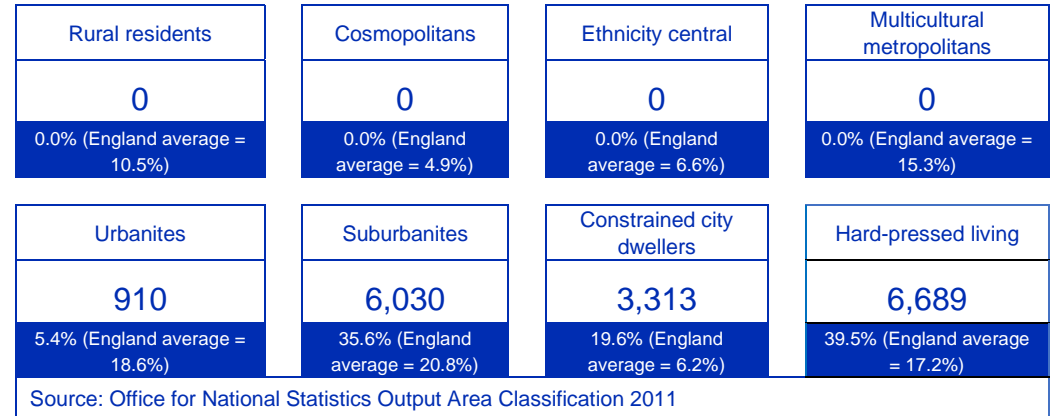 Rural residents
0
0.0% (England average =
10.5%)
Cosmopolitans
0
0.0% (England
average = 4.9%)
Ethnicity central
0
0.0% (England
average = 6.6%)
Multicultural
metropolitans
0
0.0% (England average =
15.3%)
Urbanites
910
5.4% (England average =
18.6%)
Suburbanites
6,030
35.6% (England
average = 20.8%)
Constrained city
dwellers
3,313
19.6% (England
average = 6.2%)
Hard-pressed living
6,689
39.5% (England average
= 17.2%)
Source: Office for National Statistics Output Area Classification 2011